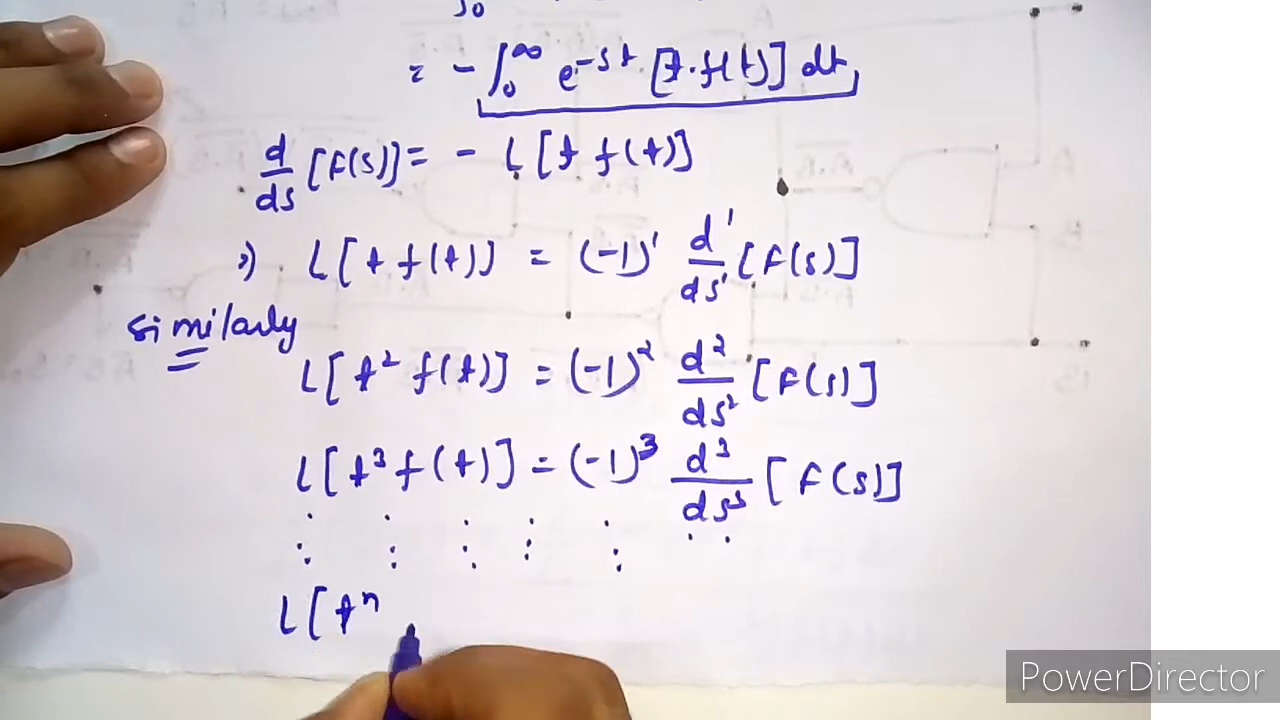 ∫₀
= - ∫₀^∞ e^{-st} [t.f(t)] dt
d/ds [F(s)] = - L[t f(t)]
⇒) L[t f(t)] = (-1)¹ d¹/ds¹ [F(s)]
similarly
L[t² f(t)] = (-1)² d²/ds² [F(s)]
L[t³ f(t)] = (-1)³ d³/ds³ [F(s)]
L[tⁿ
PowerDirector